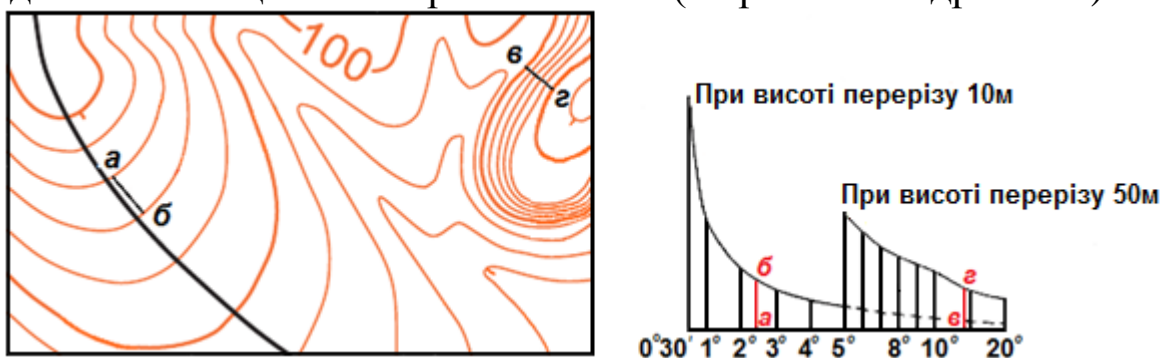 100
а
б
в
г
При висоті перерізу 10м
При висоті перерізу 50м
б
г
а
в
0°30′ 1° 2° 3° 4° 5° 8° 10° 20°